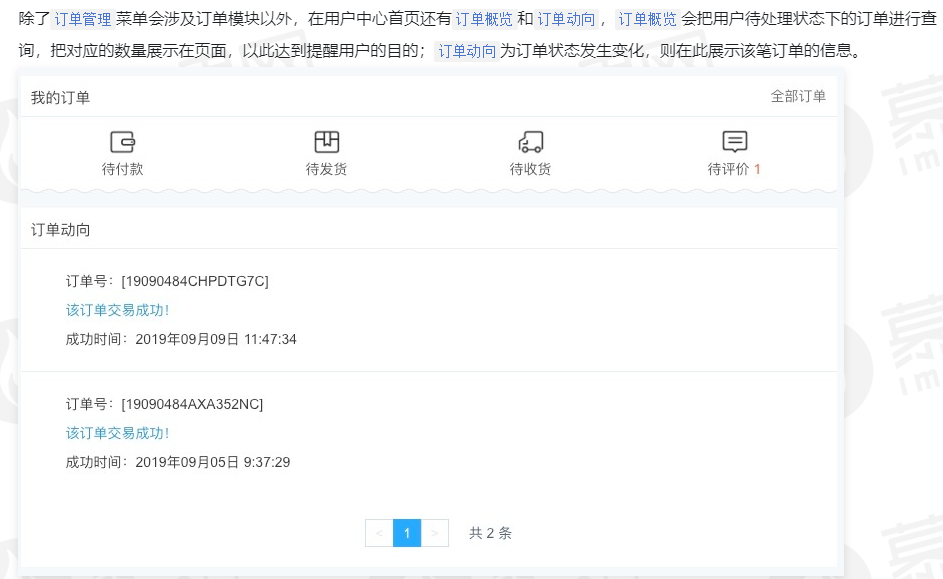 除了 订单管理 菜单会涉及订单模块以外，在用户中心首页还有 订单概览 和 订单动向 ， 订单概览 会把用户待处理状态下的订单进行查
询，把对应的数量展示在页面，以此达到提醒用户的目的； 订单动向 为订单状态发生变化，则在此展示该笔订单的信息。
我的订单 全部订单
待付款 待发货 待收货 待评价 1
订单动向
订单号：[19090484CHPDTG7C]
该订单交易成功！
成功时间：2019年09月09日 11:47:34
订单号：[19090484AXA352NC]
该订单交易成功！
成功时间：2019年09月05日 9:37:29
< 1 > 共 2 条